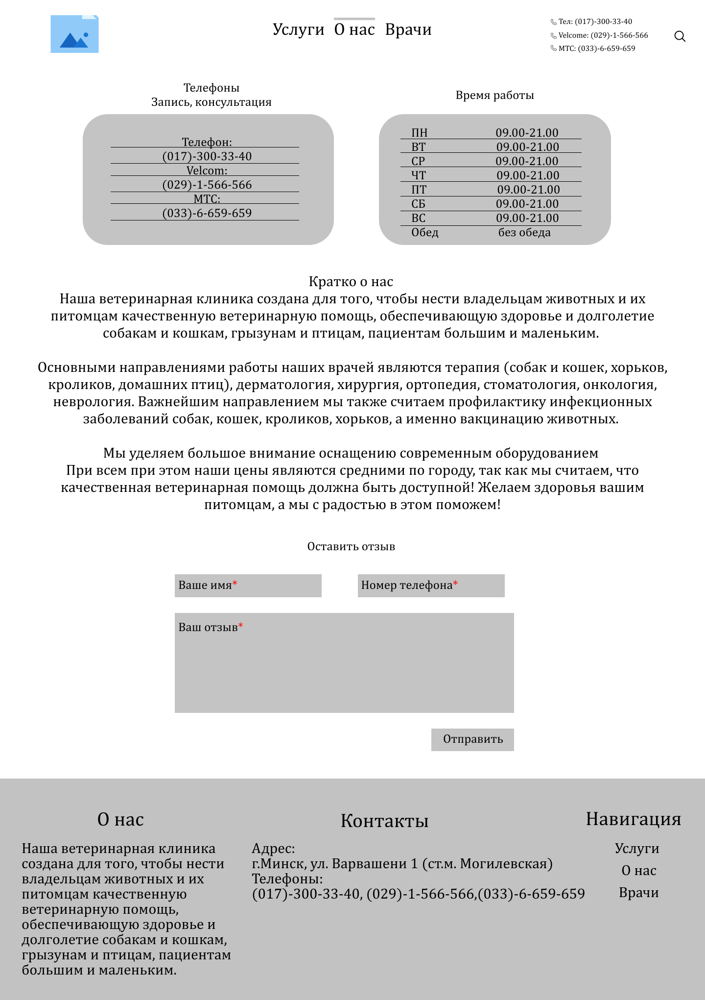 Услуги О нас Врачи
Тел: (017)-300-33-40
Velcome: (029)-1-566-566
МТС: (033)-6-659-659
Телефоны
Запись, консультация
Телефон:
(017)-300-33-40
Velcom:
(029)-1-566-566
МТС:
(033)-6-659-659
Время работы
ПН 09.00-21.00
ВТ 09.00-21.00
СР 09.00-21.00
ЧТ 09.00-21.00
ПТ 09.00-21.00
СБ 09.00-21.00
ВС 09.00-21.00
Обед без обеда
Кратко о нас
Наша ветеринарная клиника создана для того, чтобы нести владельцам животных и их
питомцам качественную ветеринарную помощь, обеспечивающую здоровье и долголетие
собакам и кошкам, грызунам и птицам, пациентам большим и маленьким.
Основными направлениями работы наших врачей являются терапия (собак и кошек, хорьков,
кроликов, домашних птиц), дерматология, хирургия, ортопедия, стоматология, онкология,
неврология. Важнейшим направлением мы также считаем профилактику инфекционных
заболеваний собак, кошек, кроликов, хорьков, а именно вакцинацию животных.
Мы уделяем большое внимание оснащению современным оборудованием
При всем при этом наши цены являются средними по городу, так как мы считаем, что
качественная ветеринарная помощь должна быть доступной! Желаем здоровья вашим
питомцам, а мы с радостью в этом поможем!
Оставить отзыв
Ваше имя*
Номер телефона*
Ваш отзыв*
Отправить
О нас
Наша ветеринарная клиника
создана для того, чтобы нести
владельцам животных и их
питомцам качественную
ветеринарную помощь,
обеспечивающую здоровье и
долголетие собакам и кошкам,
грызунам и птицам, пациентам
большим и маленьким.
Контакты
Адрес:
г.Минск, ул. Варвашени 1 (ст.м. Могилевская)
Телефоны:
(017)-300-33-40, (029)-1-566-566,(033)-6-659-659
Навигация
Услуги
О нас
Врачи